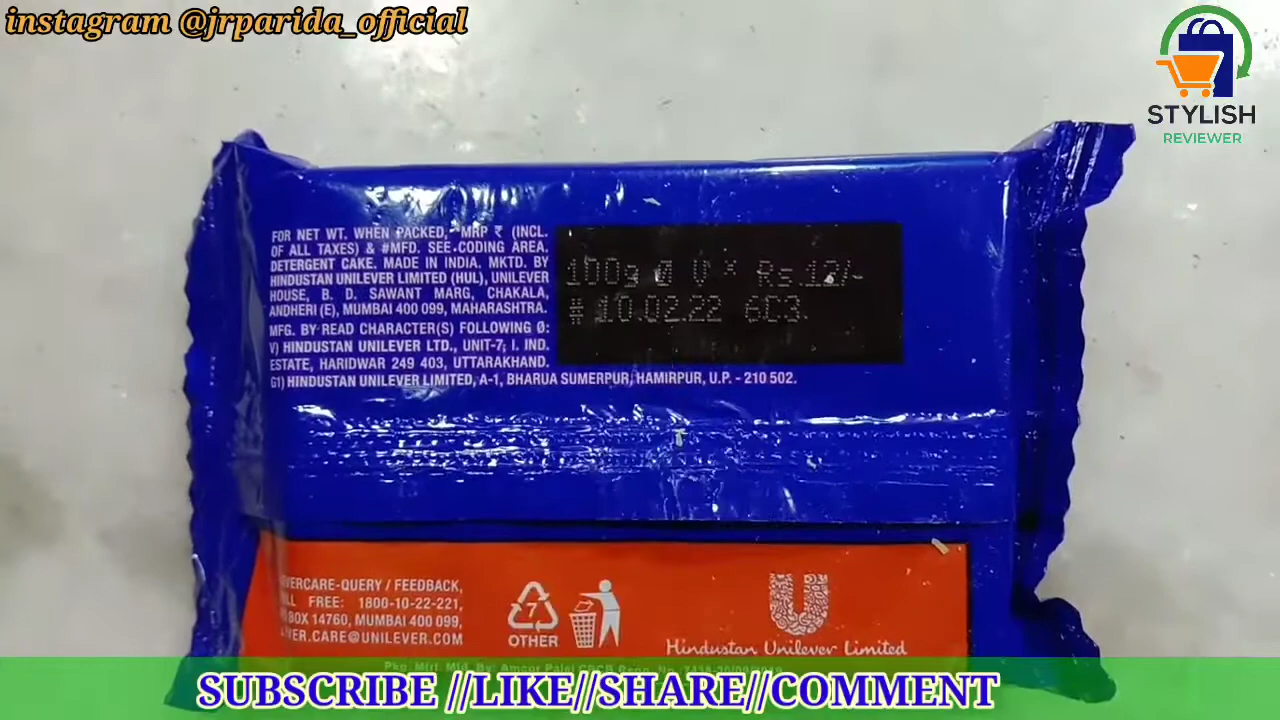 instagram @jrparida_official
STYLISH
REVIEWER
FOR NET WT. WHEN PACKED, *MRP ₹ (INCL.
OF ALL TAXES) & #MFD. SEE CODING AREA.
DETERGENT CAKE. MADE IN INDIA. MKTD. BY
HINDUSTAN UNILEVER LIMITED (HUL), UNILEVER
HOUSE, B. D. SAWANT MARG, CHAKALA,
ANDHERI (E), MUMBAI 400 099, MAHARASHTRA.
MFG. BY READ CHARACTER(S) FOLLOWING Ø:
V) HINDUSTAN UNILEVER LTD., UNIT-7, I. IND.
ESTATE, HARIDWAR 249 403, UTTARAKHAND.
G1) HINDUSTAN UNILEVER LIMITED, A-1, BHARUA SUMERPUR, HAMIRPUR, U.P. - 210 502.
100g Ø * Rs.12/-
# 10.02.22
QUERY / FEEDBACK,
FREE: 1800-10-22-221,
BOX 14760, MUMBAI 400 099,
7
OTHER
U
Hindustan Unilever Limited
Pkg. Mtrl. Mfd. By:
SUBSCRIBE //LIKE//SHARE//COMMENT